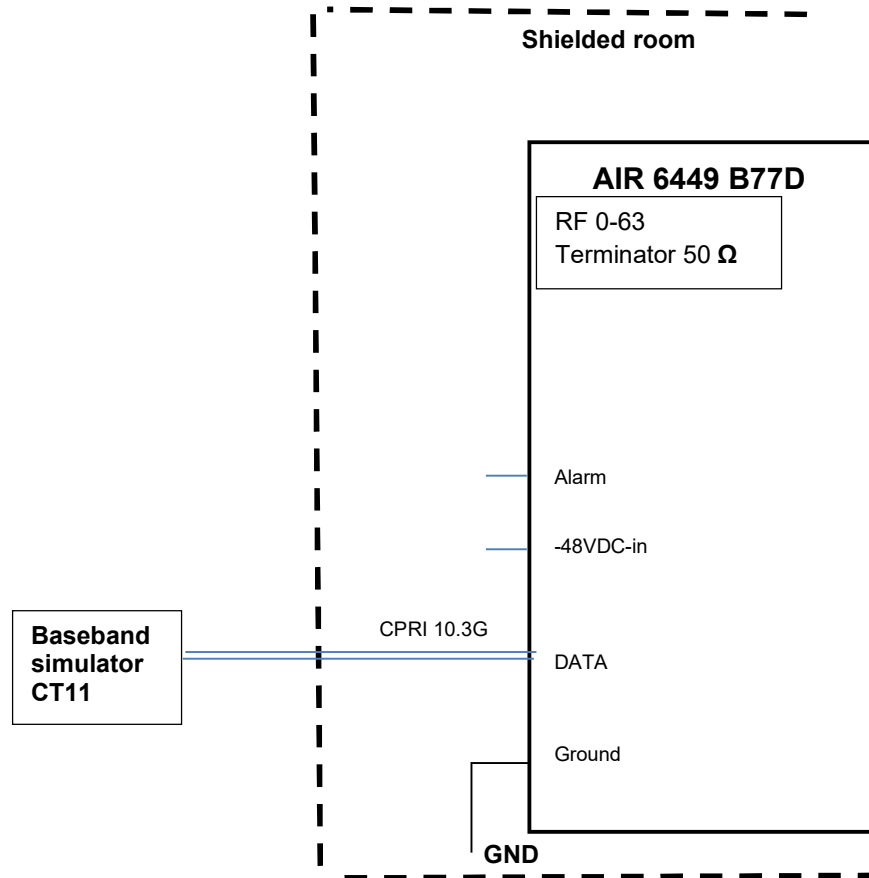 Shielded room
AIR 6449 B77D
RF 0-63
Terminator 50 Ω
Alarm
-48VDC-in
CPRI 10.3G
Baseband
simulator
CT11
DATA
Ground
GND